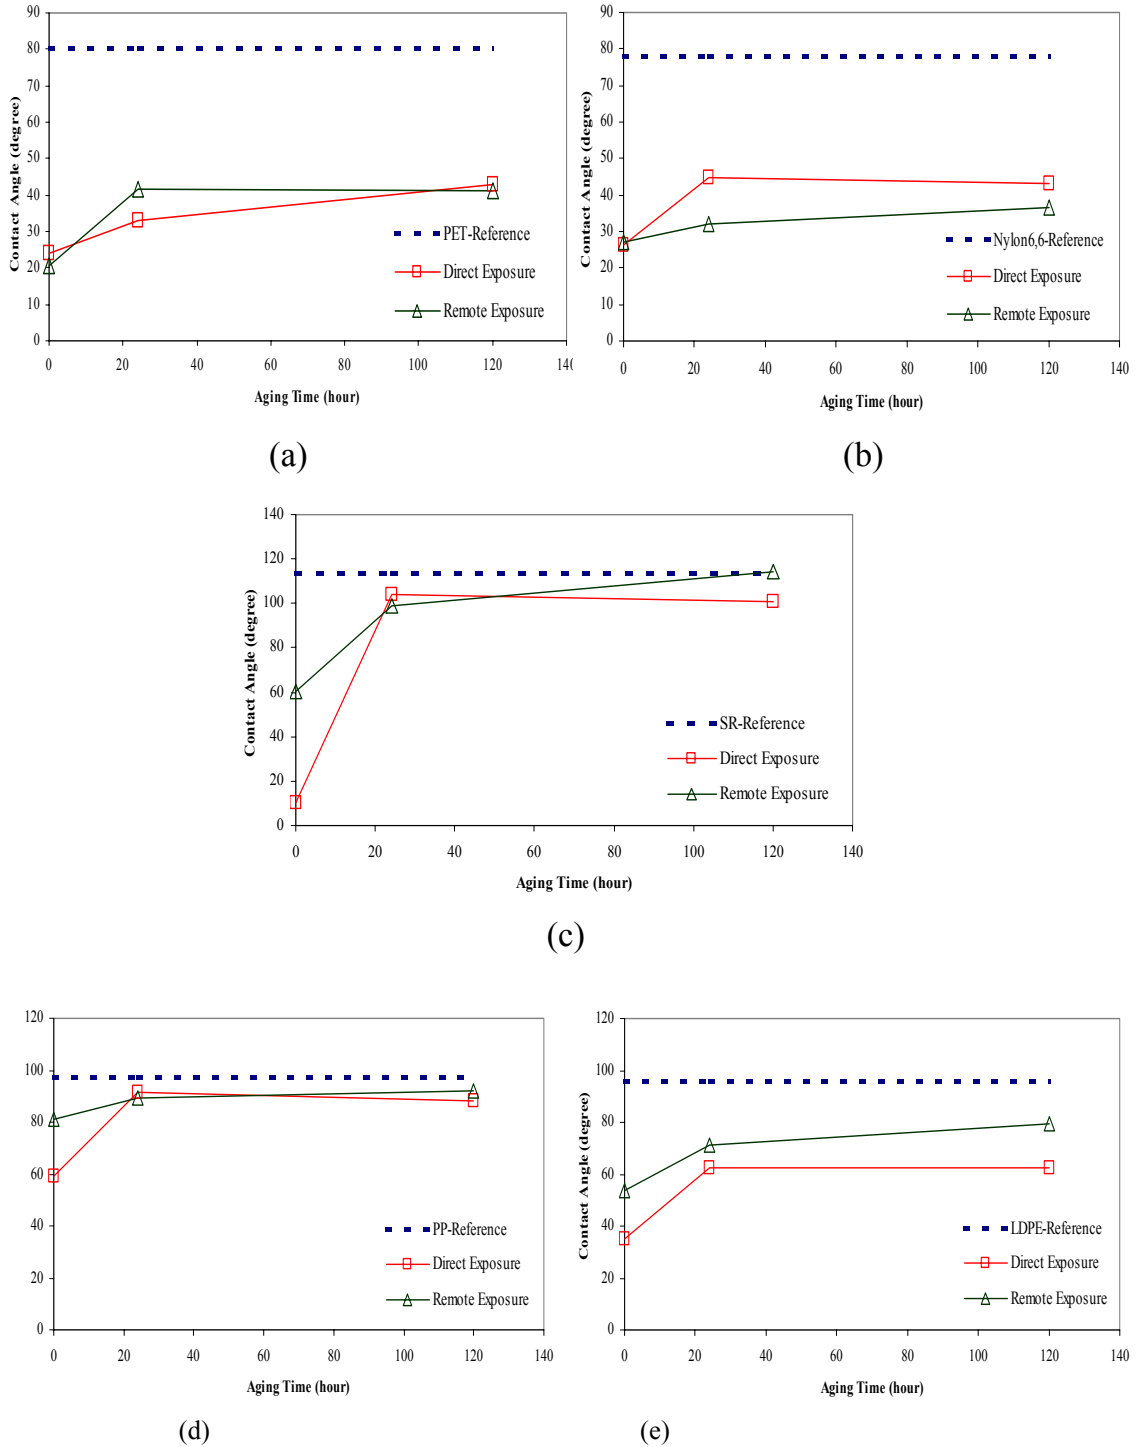 90
80
70
60
50
40
30
20
10
0
Contact Angle (degree)
PET-Reference
Direct Exposure
Remote Exposure
0 20 40 60 80 100 120 140
Aging Time (hour)
(a)
90
80
70
60
50
40
30
20
10
0
Contact Angle (degree)
Nylon6,6-Reference
Direct Exposure
Remote Exposure
0 20 40 60 80 100 120 140
Aging Time (hour)
(b)
140
120
100
80
60
40
20
0
Contact Angle (degree)
SR-Reference
Direct Exposure
Remote Exposure
0 20 40 60 80 100 120 140
Aging Time (hour)
(c)
120
100
80
60
40
20
0
PP-Reference
Direct Exposure
Remote Exposure
0 20 40 60 80 100 120 140
Aging Time (hour)
(d)
120
100
80
60
40
20
0
Contact Angle (degree)
LDPE-Reference
Direct Exposure
Remote Exposure
0 20 40 60 80 100 120 140
Aging Time (hour)
(e)